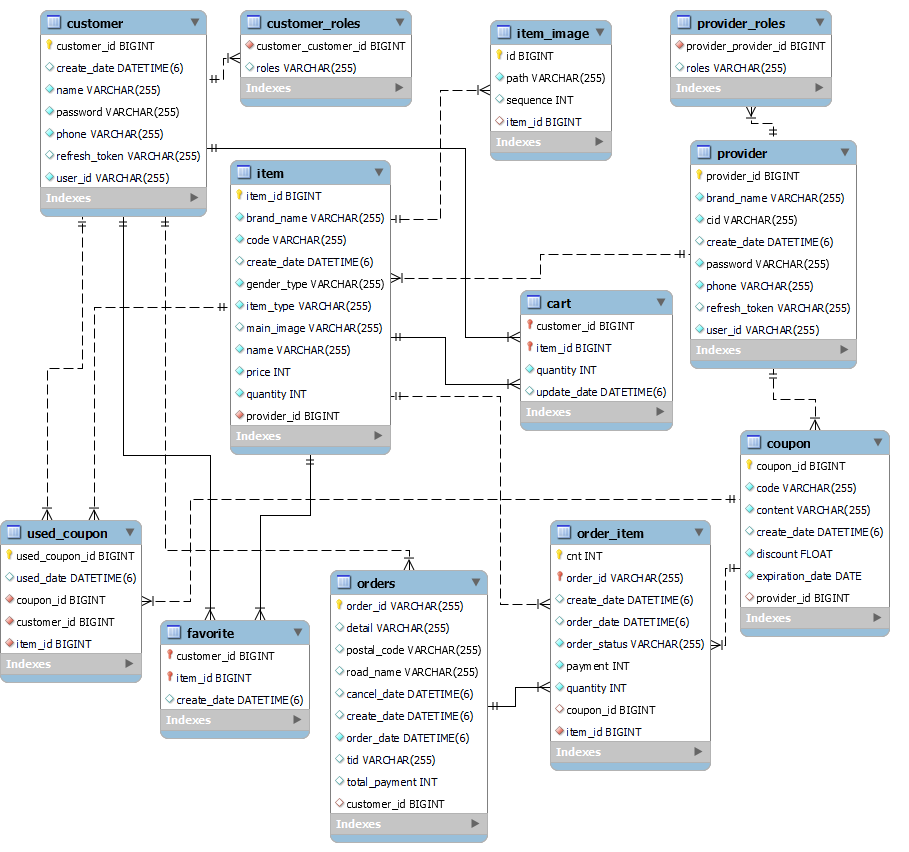 customer
customer_id BIGINT
create_date DATETIME(6)
name VARCHAR(255)
password VARCHAR(255)
phone VARCHAR(255)
refresh_token VARCHAR(255)
user_id VARCHAR(255)
Indexes
customer_roles
customer_customer_id BIGINT
roles VARCHAR(255)
Indexes
item_image
id BIGINT
path VARCHAR(255)
sequence INT
item_id BIGINT
Indexes
provider_roles
provider_provider_id BIGINT
roles VARCHAR(255)
Indexes
provider
provider_id BIGINT
brand_name VARCHAR(255)
cid VARCHAR(255)
create_date DATETIME(6)
password VARCHAR(255)
phone VARCHAR(255)
refresh_token VARCHAR(255)
user_id VARCHAR(255)
Indexes
item
item_id BIGINT
brand_name VARCHAR(255)
code VARCHAR(255)
create_date DATETIME(6)
gender_type VARCHAR(255)
item_type VARCHAR(255)
main_image VARCHAR(255)
name VARCHAR(255)
price INT
quantity INT
provider_id BIGINT
Indexes
cart
customer_id BIGINT
item_id BIGINT
quantity INT
update_date DATETIME(6)
Indexes
coupon
coupon_id BIGINT
code VARCHAR(255)
content VARCHAR(255)
create_date DATETIME(6)
discount FLOAT
expiration_date DATE
provider_id BIGINT
Indexes
used_coupon
used_coupon_id BIGINT
used_date DATETIME(6)
coupon_id BIGINT
customer_id BIGINT
item_id BIGINT
Indexes
favorite
customer_id BIGINT
item_id BIGINT
create_date DATETIME(6)
Indexes
orders
order_id VARCHAR(255)
detail VARCHAR(255)
postal_code VARCHAR(255)
road_name VARCHAR(255)
cancel_date DATETIME(6)
create_date DATETIME(6)
order_date DATETIME(6)
tid VARCHAR(255)
total_payment INT
customer_id BIGINT
Indexes
order_item
cnt INT
order_id VARCHAR(255)
create_date DATETIME(6)
order_date DATETIME(6)
order_status VARCHAR(255)
payment INT
quantity INT
coupon_id BIGINT
item_id BIGINT
Indexes